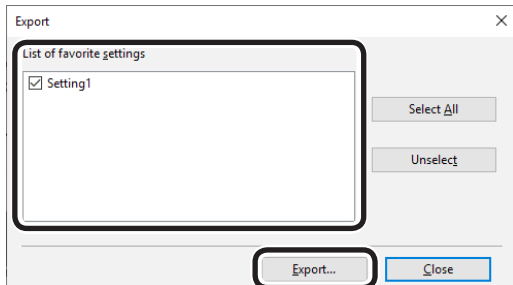 Export
List of favorite settings
Setting1
Select All
Unselect
Export...
Close